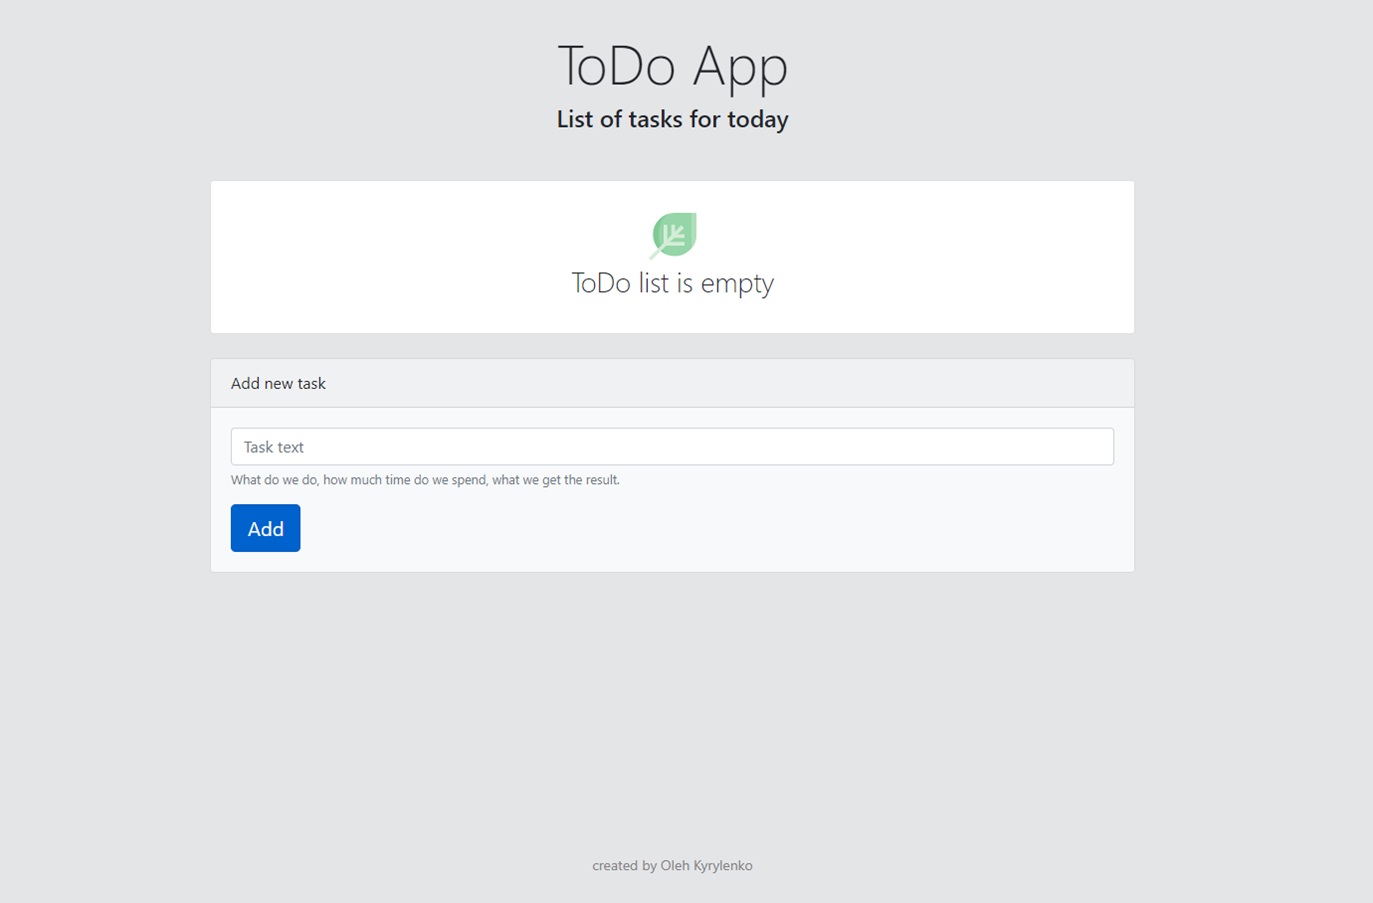 ToDo App
List of tasks for today
ToDo list is empty
Add new task
Task text
What do we do, how much time do we spend, what we get the result.
Add
created by Oleh Kyrylenko